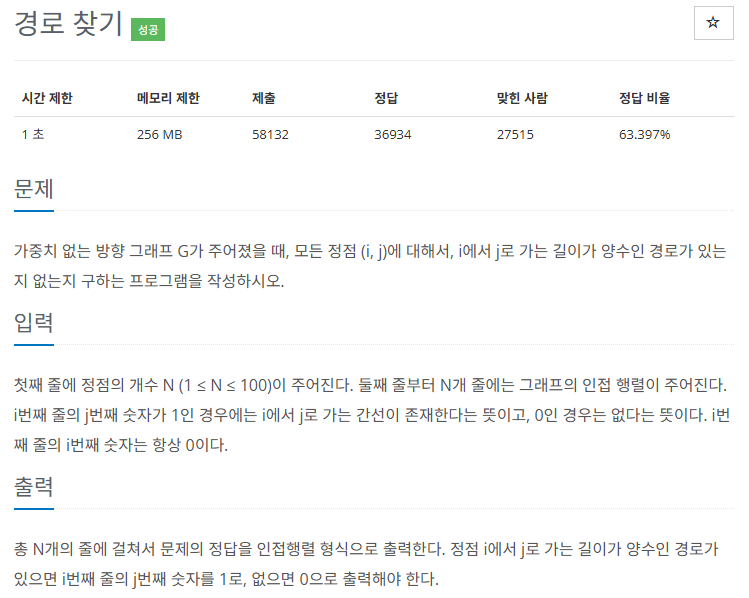 경로 찾기 성공
☆
시간 제한 메모리 제한 제출 정답 맞힌 사람 정답 비율
1 초 256 MB 58132 36934 27515 63.397%
문제
가중치 없는 방향 그래프 G가 주어졌을 때, 모든 정점 (i, j)에 대해서, i에서 j로 가는 길이가 양수인 경로가 있는
지 없는지 구하는 프로그램을 작성하시오.
입력
첫째 줄에 정점의 개수 N (1 ≤ N ≤ 100)이 주어진다. 둘째 줄부터 N개 줄에는 그래프의 인접 행렬이 주어진다.
i번째 줄의 j번째 숫자가 1인 경우에는 i에서 j로 가는 간선이 존재한다는 뜻이고, 0인 경우는 없다는 뜻이다. i번
째 줄의 i번째 숫자는 항상 0이다.
출력
총 N개의 줄에 걸쳐서 문제의 정답을 인접행렬 형식으로 출력한다. 정점 i에서 j로 가는 길이가 양수인 경로가
있으면 i번째 줄의 j번째 숫자를 1로, 없으면 0으로 출력해야 한다.